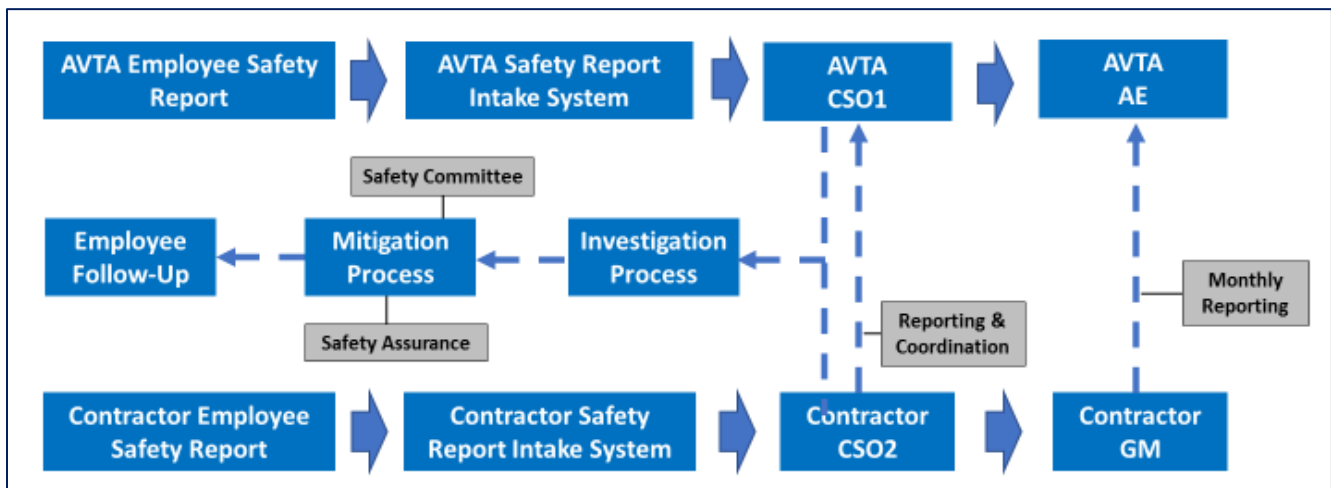 AVTA Employee Safety
Report
AVTA Safety Report
Intake System
AVTA
CSO1
AVTA
AE
Safety Committee
Employee
Follow-Up
Mitigation
Process
Investigation
Process
Safety Assurance
Reporting &
Coordination
Monthly
Reporting
Contractor Employee
Safety Report
Contractor Safety
Report Intake System
Contractor
CSO2
Contractor
GM